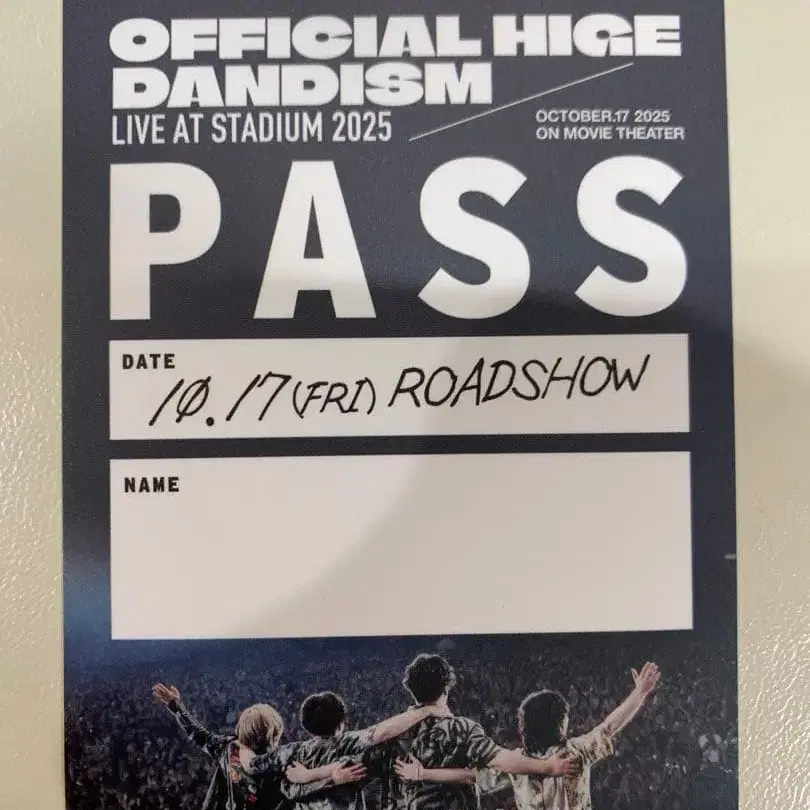 OFFICIAL HIGE
DANDISM
LIVE AT STADIUM 2025
OCTOBER.17 2025
ON MOVIE THEATER
PASS
DATE
10.17(FRI) ROADSHOW
NAME